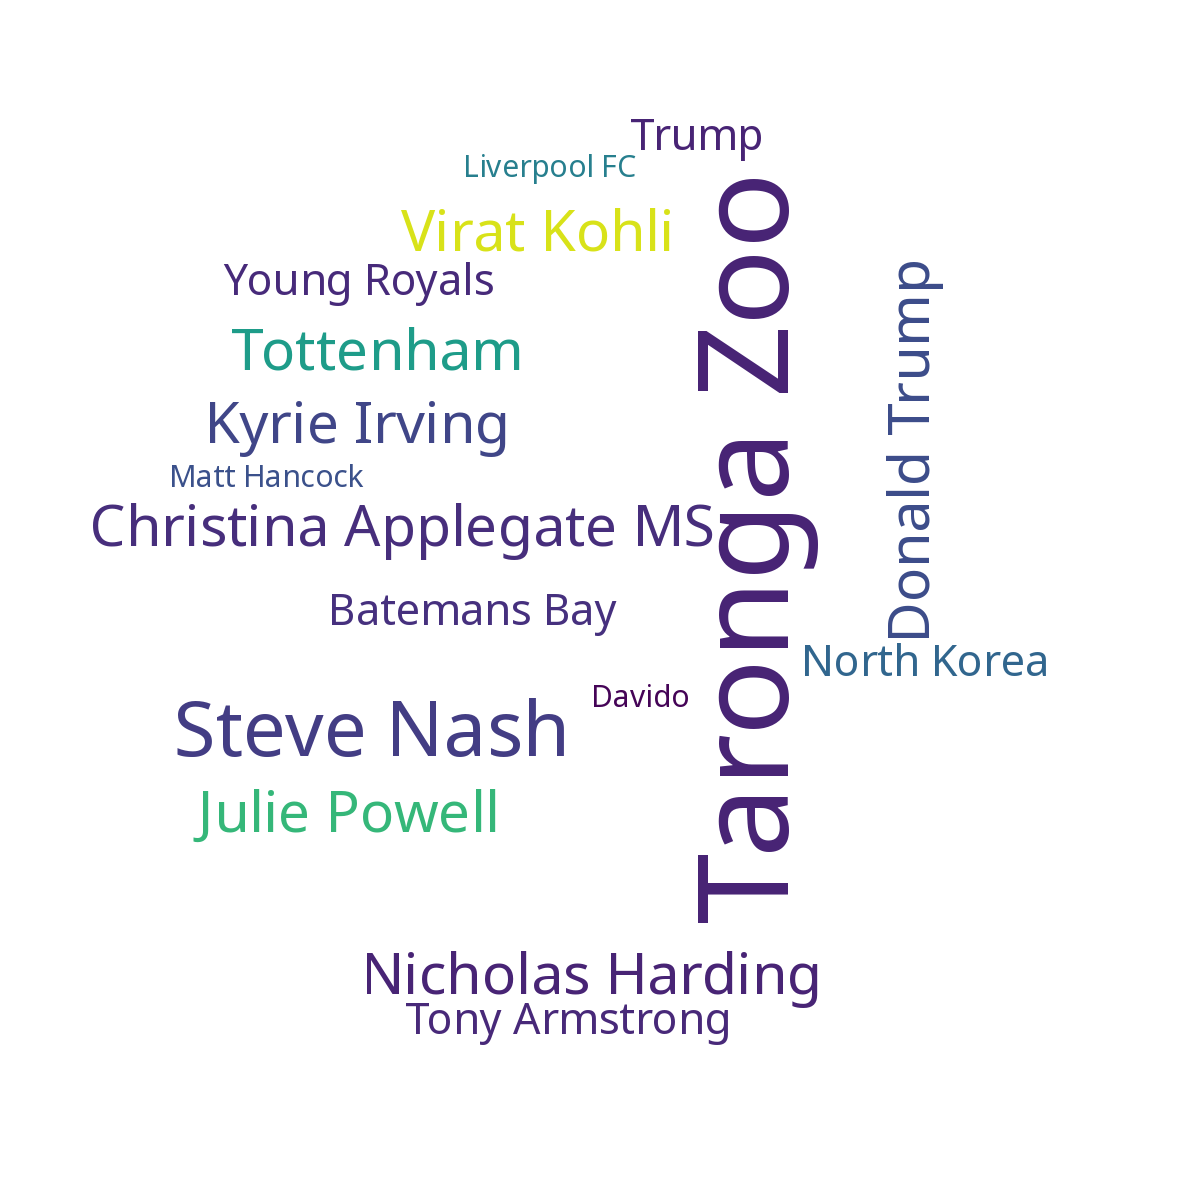 Trump
Liverpool FC
Virat Kohli
Young Royals
Tottenham
Kyrie Irving
Matt Hancock
Christina Applegate MS
Batemans Bay
Taronga Zoo
Donald Trump
North Korea
Davido
Steve Nash
Julie Powell
Nicholas Harding
Tony Armstrong